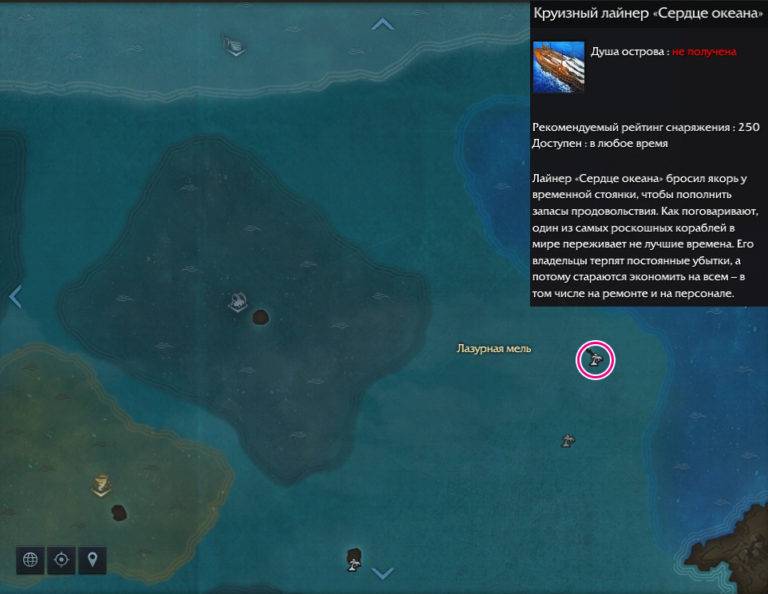 Круизный лайнер «Сердце океана»
Душа острова : не получена
Рекомендуемый рейтинг снаряжения : 250
Доступен : в любое время
Лайнер «Сердце океана» бросил якорь у
временной стоянки, чтобы пополнить
запасы продовольствия. Как поговаривают,
один из самых роскошных кораблей в
мире переживает не лучшие времена. Его
владельцы терпят постоянные убытки, а
потому стараются экономить на всем – в
том числе на ремонте и на персонале.
Лазурная мель